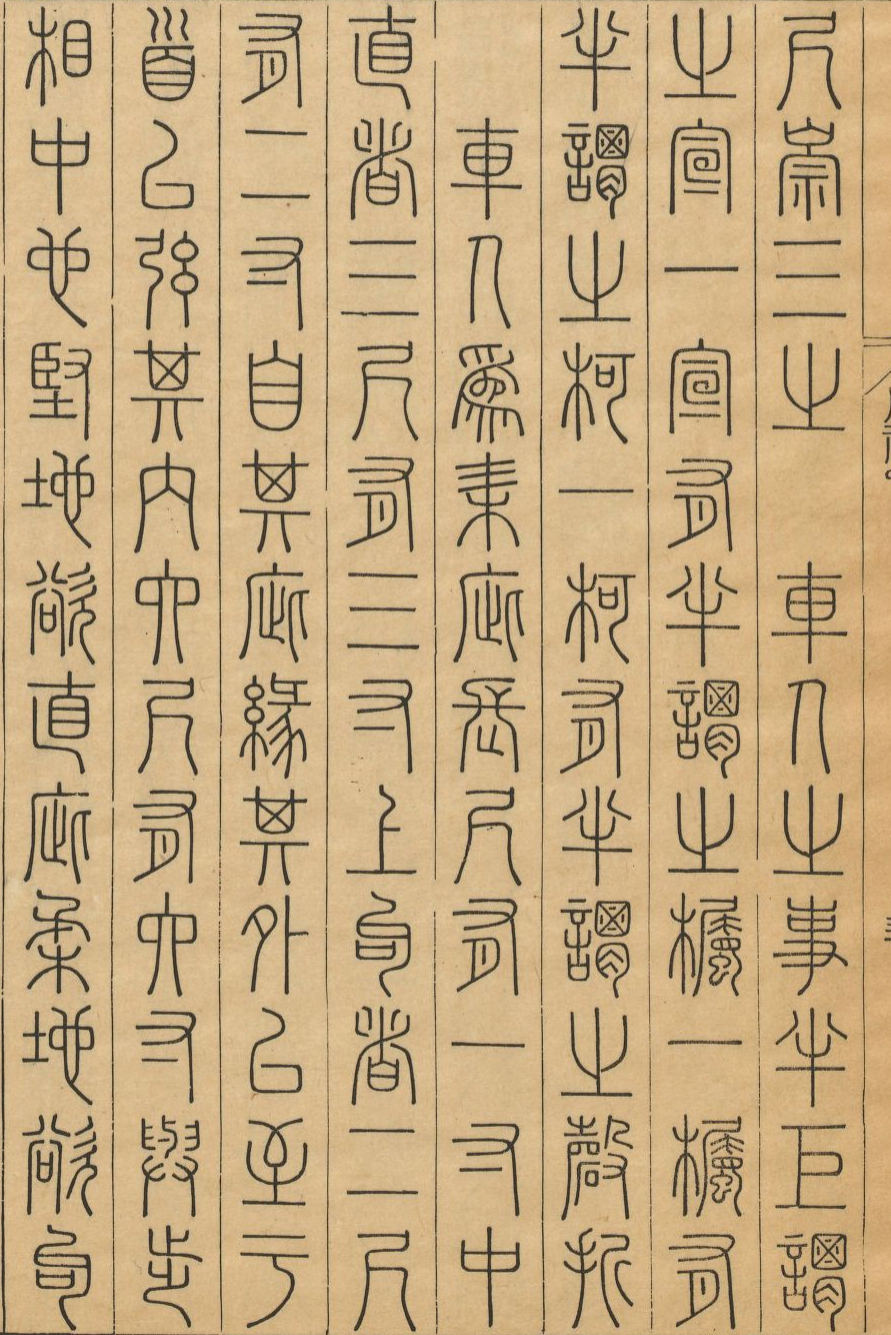 尺崇三之　車人之事半巨謂
之宣一宣有半謂之欘一欘有
半謂之柯一柯有半謂之磬折
車人為耒庛長尺有一寸中
直者三尺有三寸上句者二尺
有二寸自其庛緣其外以至于
首以弦其內六尺有六寸與步
相中也堅地欲直庛柔地欲句